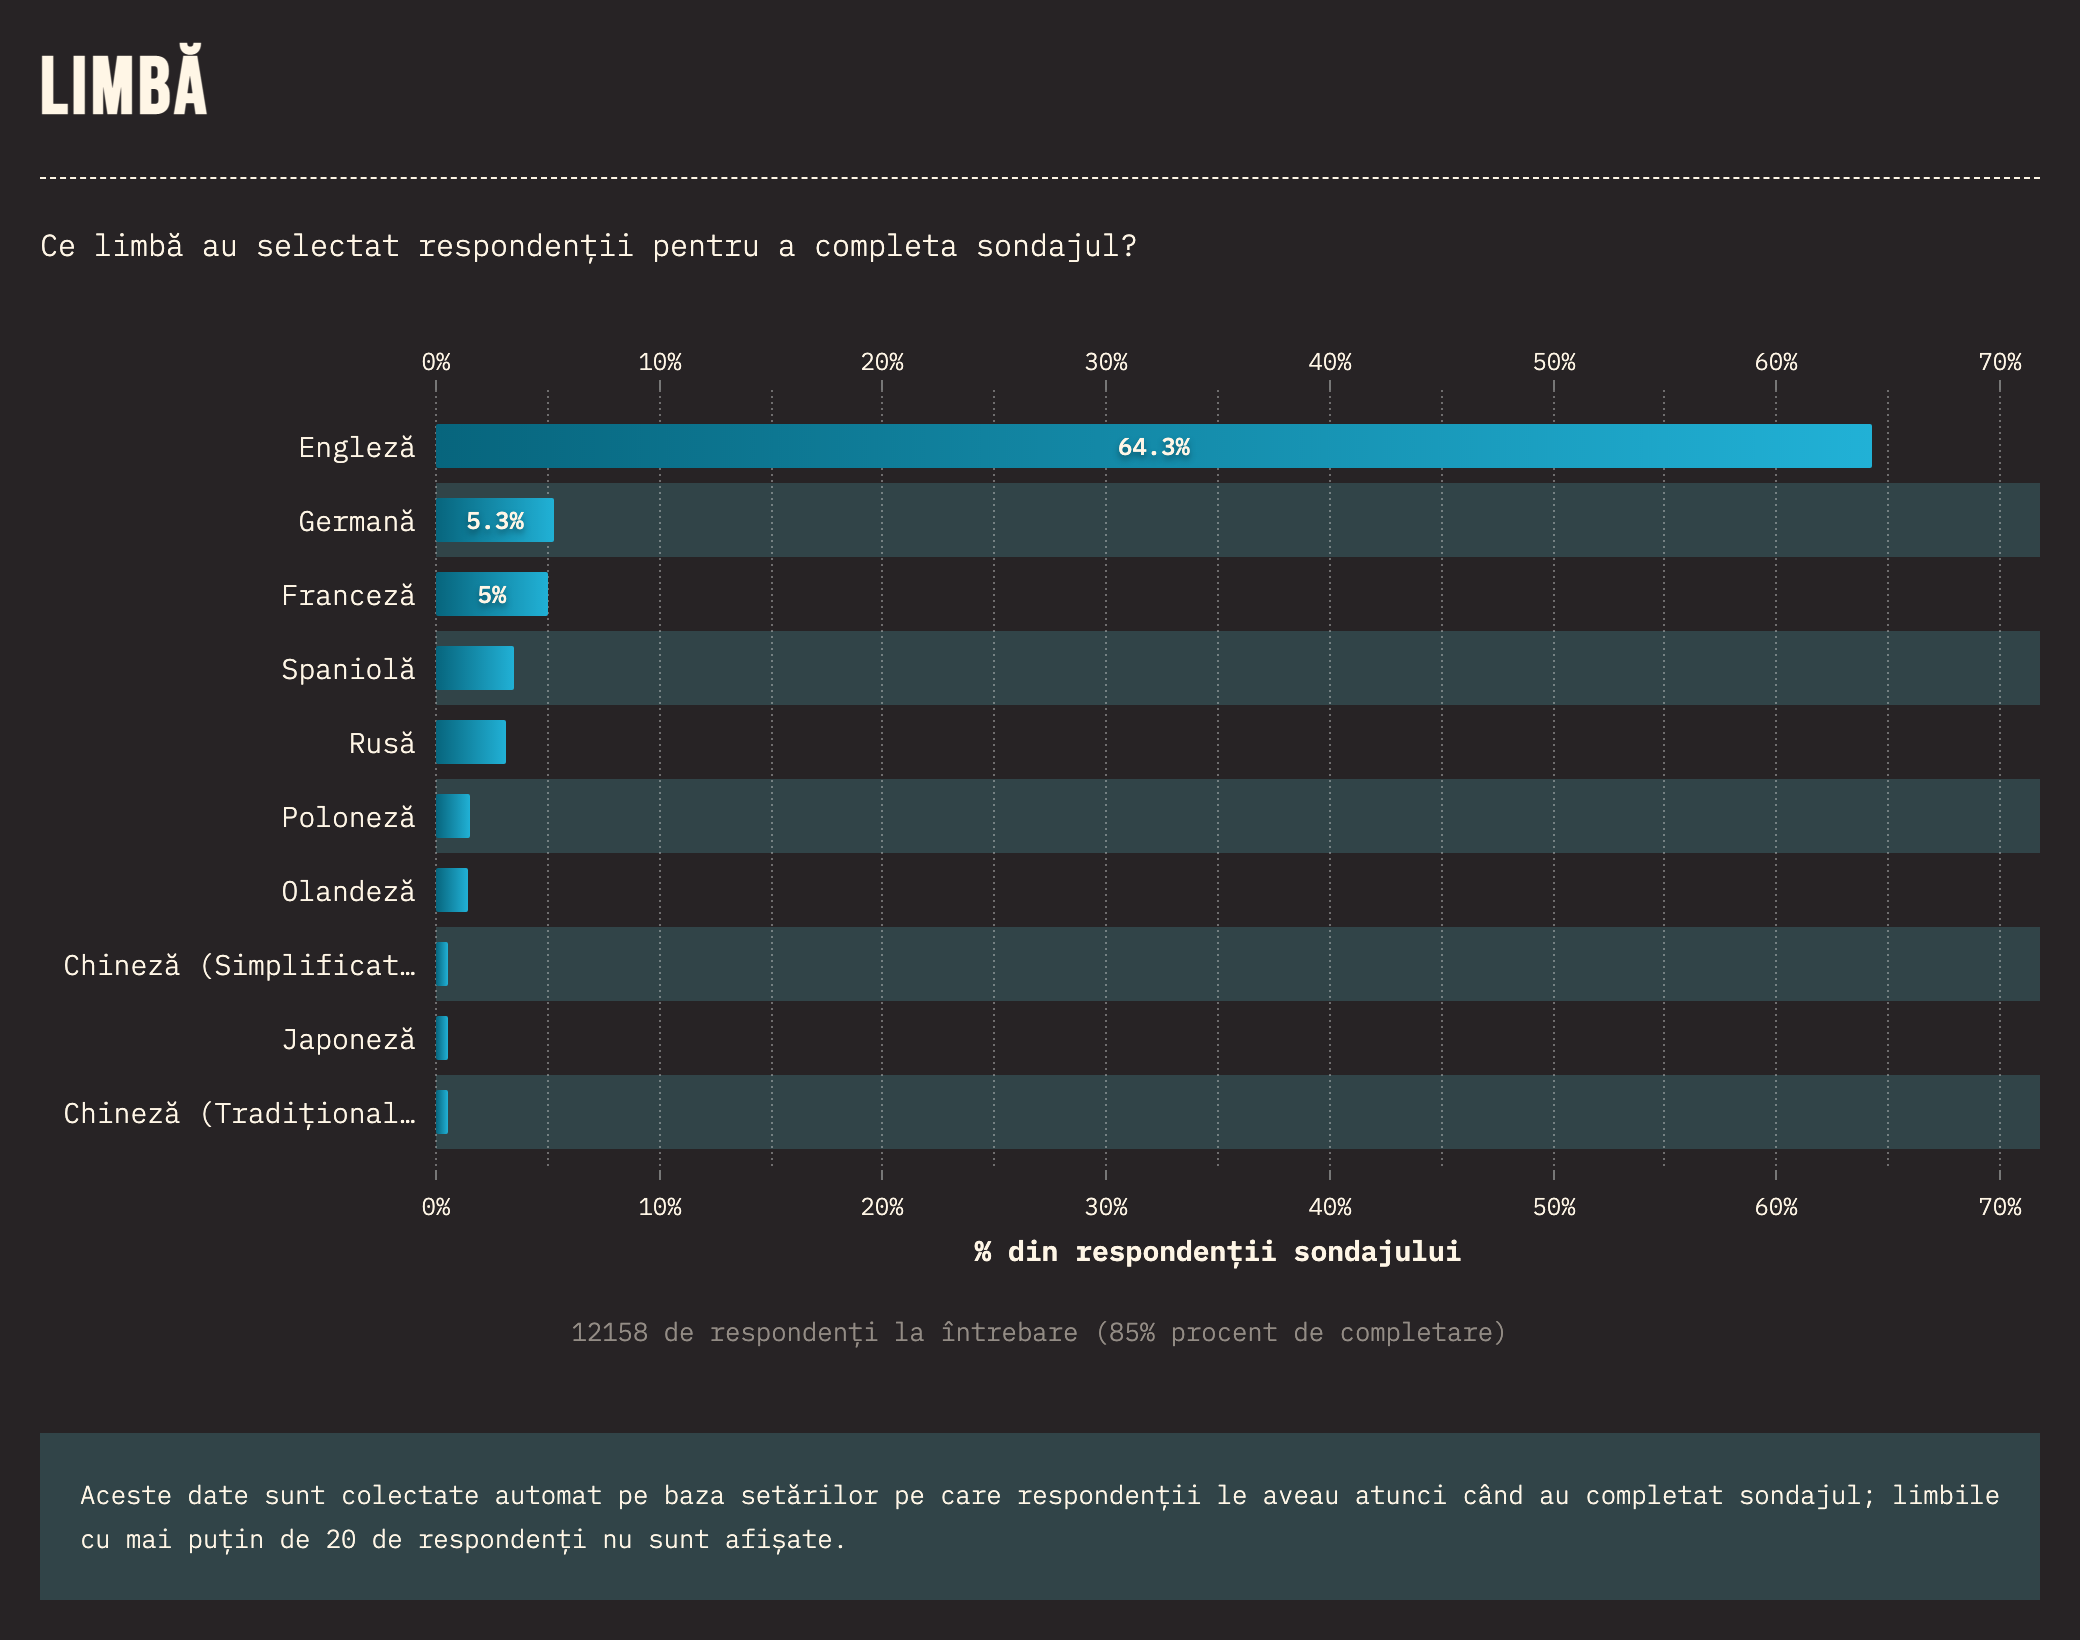 LIMBĂ
Ce limbă au selectat respondenții pentru a completa sondajul?
0% 10% 20% 30% 40% 50% 60% 70%
Engleză 64.3%
Germană 5.3%
Franceză 5%
Spaniolă
Rusă
Poloneză
Olandeză
Chineză (Simplificat…
Japoneză
Chineză (Tradițional…
0% 10% 20% 30% 40% 50% 60% 70%
% din respondenții sondajului
12158 de respondenți la întrebare (85% procent de completare)
Aceste date sunt colectate automat pe baza setărilor pe care respondenții le aveau atunci când au completat sondajul; limbile
cu mai puțin de 20 de respondenți nu sunt afișate.